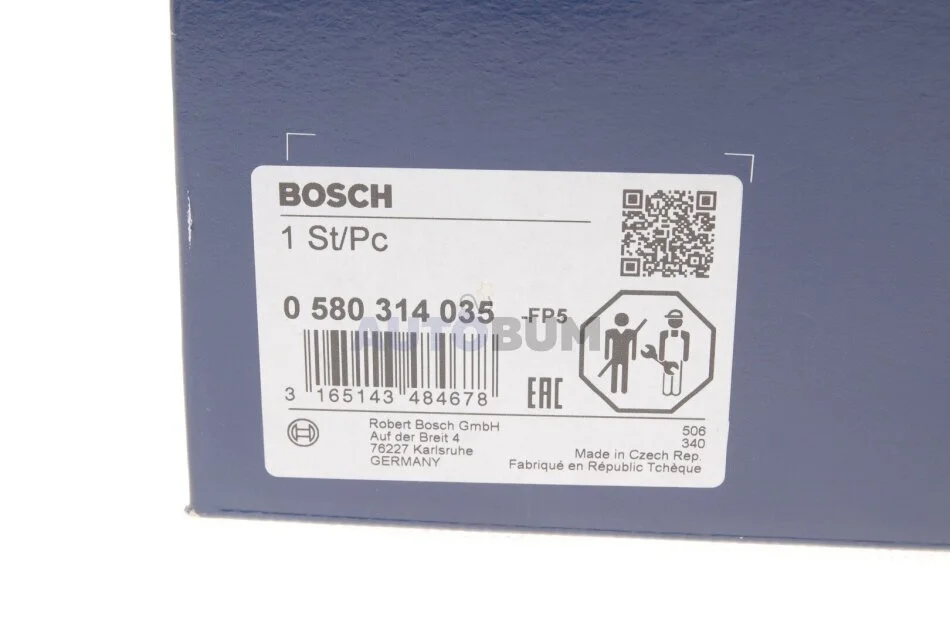 BOSCH
1 St/Pc
0 580 314 035 -FP5
AUTOBUM
3 165143 484678
EAC
Robert Bosch GmbH
Auf der Breit 4
76227 Karlsruhe
GERMANY
506
340
Made in Czech Rep.
Fabriqué en Républic Tchèque